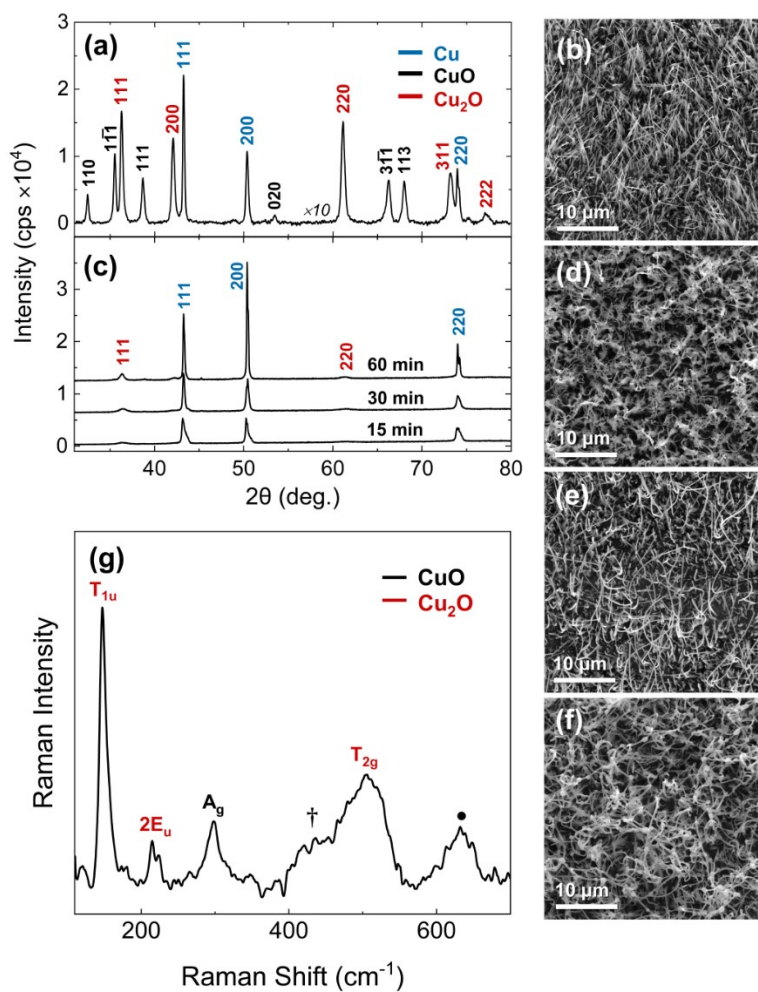 (a)
Cu
CuO
Cu₂O
110
11̄1
111
111
200
111
200
020
×10
220
31̄1
113
311
220
222
3
2
1
0
Intensity (cps ×10⁴)
(c)
111
111
200
220
220
60 min
30 min
15 min
3
2
1
0
40
50
60
70
80
2θ (deg.)
(g)
CuO
Cu₂O
T₁ᵤ
2Eᵤ
A_g
†
T₂g
•
Raman Intensity
200
400
600
Raman Shift (cm⁻¹)
(b)
10 µm
(d)
10 µm
(e)
10 µm
(f)
10 µm